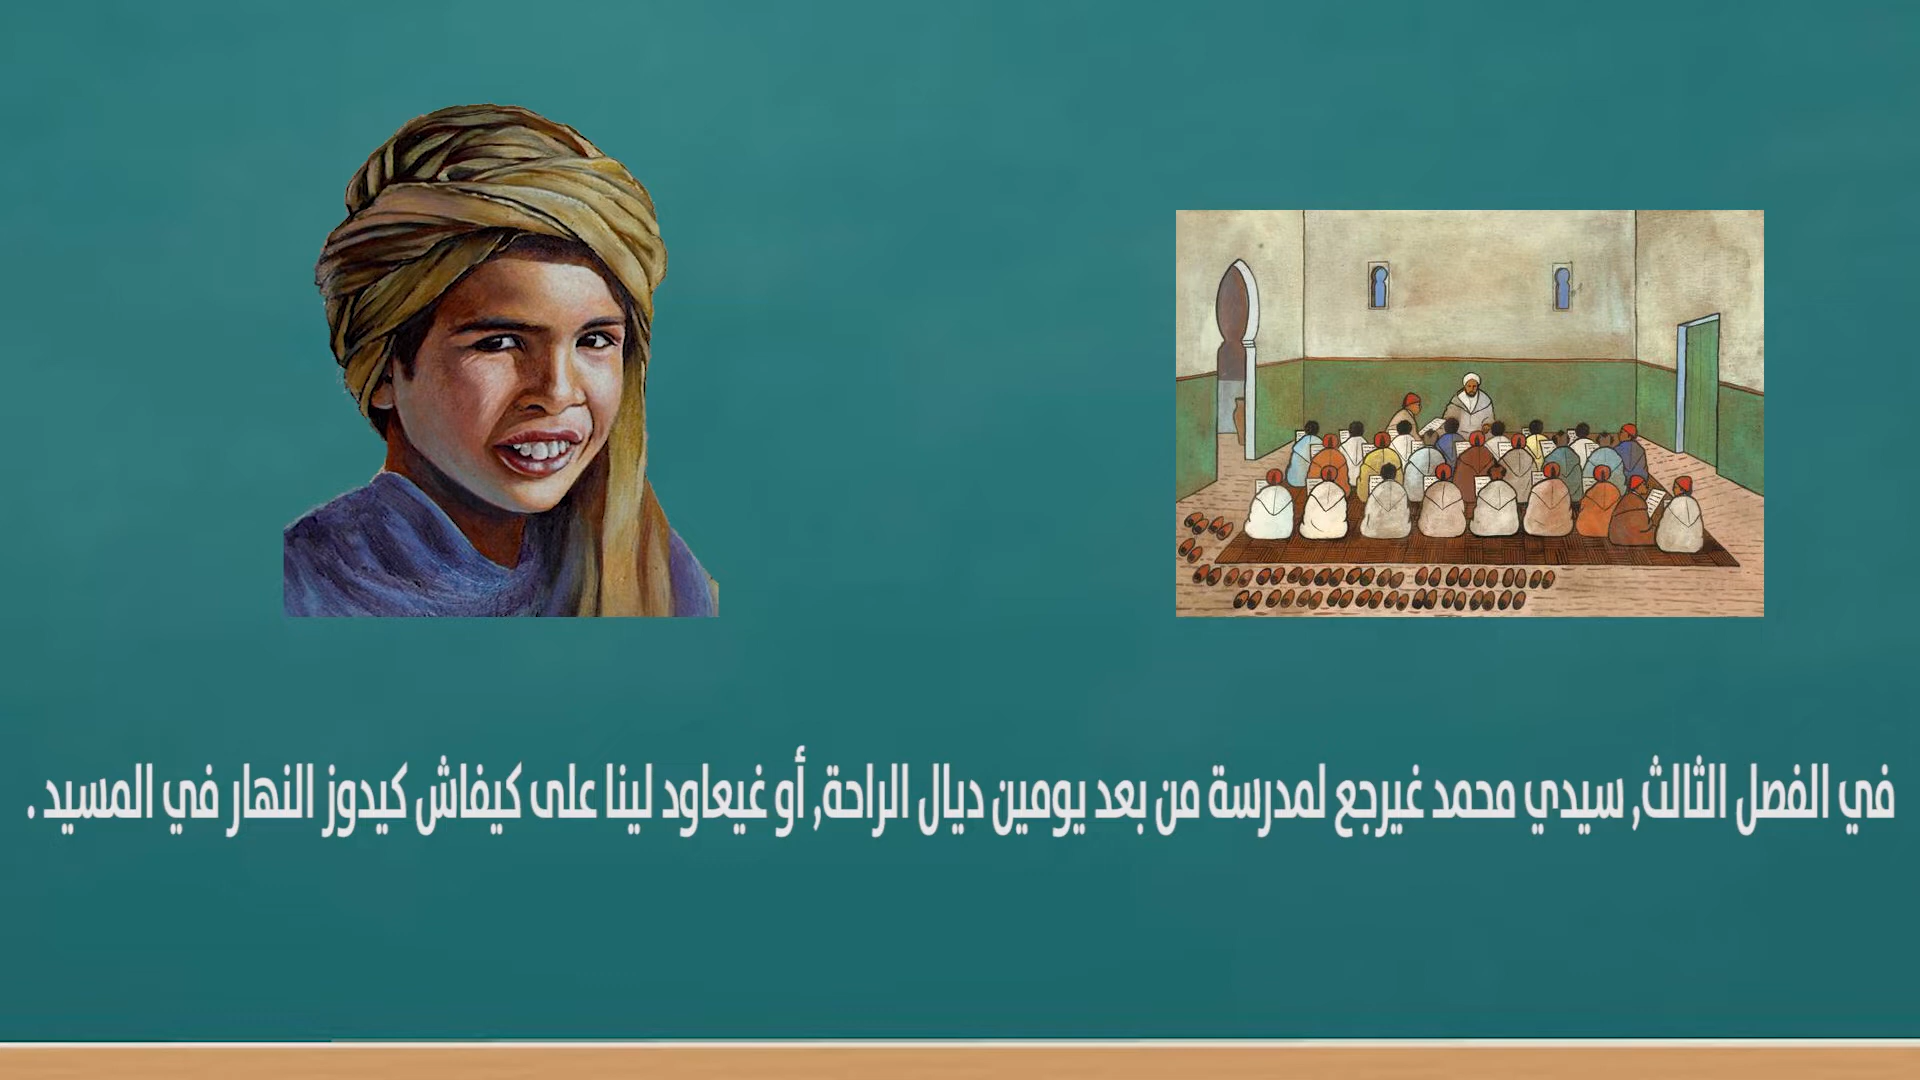 في الفصل الثالث, سيدي محمد غيرجع لمدرسة من بعد يومين ديال الراحة, أو غيعاود لينا على كيفاش كيدوز النهار في المسيد .